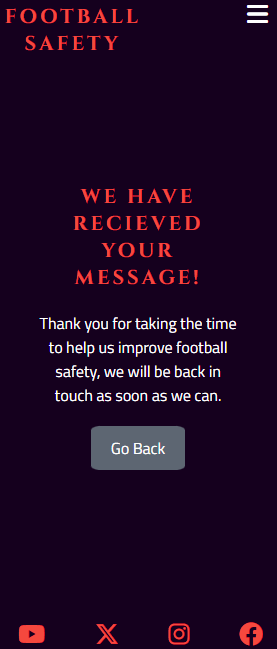 FOOTBALL
SAFETY
WE HAVE
RECIEVED
YOUR
MESSAGE!
Thank you for taking the time
to help us improve football
safety, we will be back in
touch as soon as we can.
Go Back